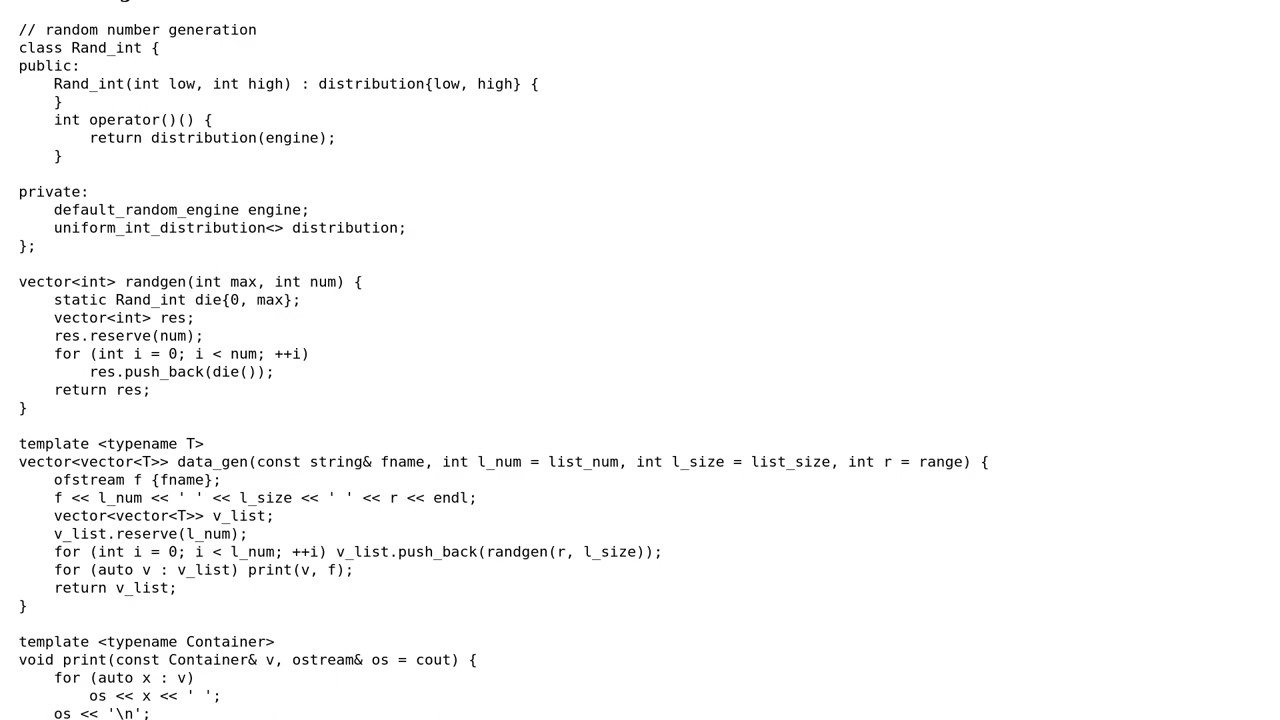 // random number generation
class Rand_int {
public:
    Rand_int(int low, int high) : distribution{low, high} {
    }
    int operator()() {
        return distribution(engine);
    }

private:
    default_random_engine engine;
    uniform_int_distribution<> distribution;
};

vector<int> randgen(int max, int num) {
    static Rand_int die{0, max};
    vector<int> res;
    res.reserve(num);
    for (int i = 0; i < num; ++i)
        res.push_back(die());
    return res;
}

template <typename T>
vector<vector<T>> data_gen(const string& fname, int l_num = list_num, int l_size = list_size, int r = range) {
    ofstream f {fname};
    f << l_num << ' ' << l_size << ' ' << r << endl;
    vector<vector<T>> v_list;
    v_list.reserve(l_num);
    for (int i = 0; i < l_num; ++i) v_list.push_back(randgen(r, l_size));
    for (auto v : v_list) print(v, f);
    return v_list;
}

template <typename Container>
void print(const Container& v, ostream& os = cout) {
    for (auto x : v)
        os << x << ' ';
    os << '\n';